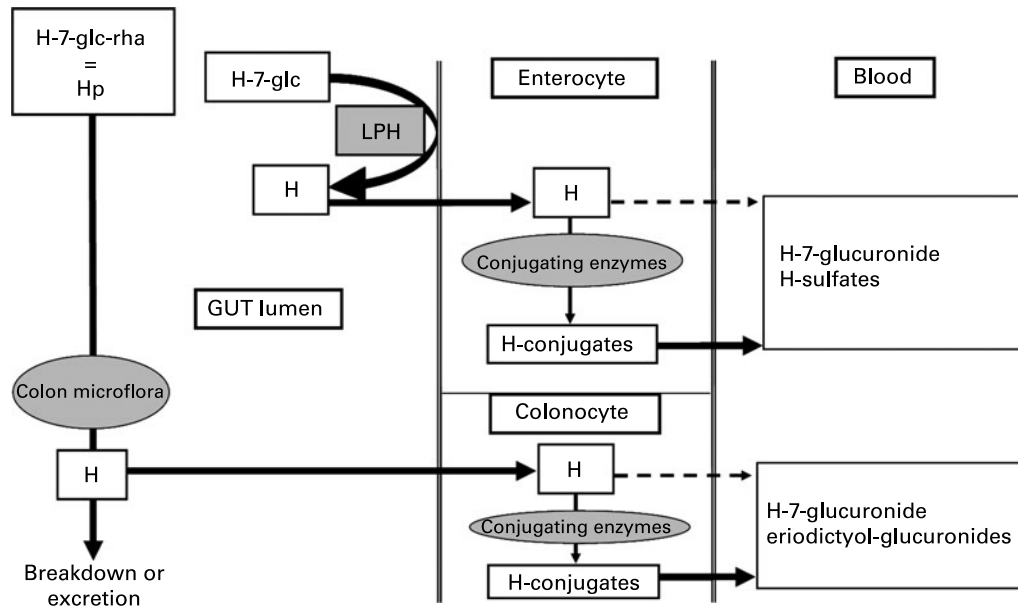 H-7-glc-rha
=
Hp
H-7-glc
LPH
H
GUT lumen
Colon microflora
H
Breakdown or
excretion
Enterocyte
H
Conjugating enzymes
H-conjugates
Colonocyte
H
Conjugating enzymes
H-conjugates
Blood
H-7-glucuronide
H-sulfates
H-7-glucuronide
eriodictyol-glucuronides